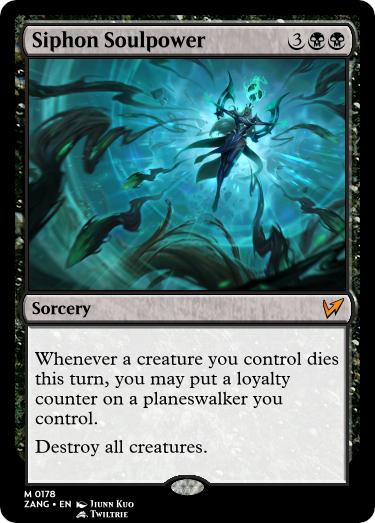 Siphon Soulpower 3
Sorcery
Whenever a creature you control dies
this turn, you may put a loyalty
counter on a planeswalker you
control.
Destroy all creatures.
M 0178
ZANG • EN Jiunn Kuo
Twiltrie